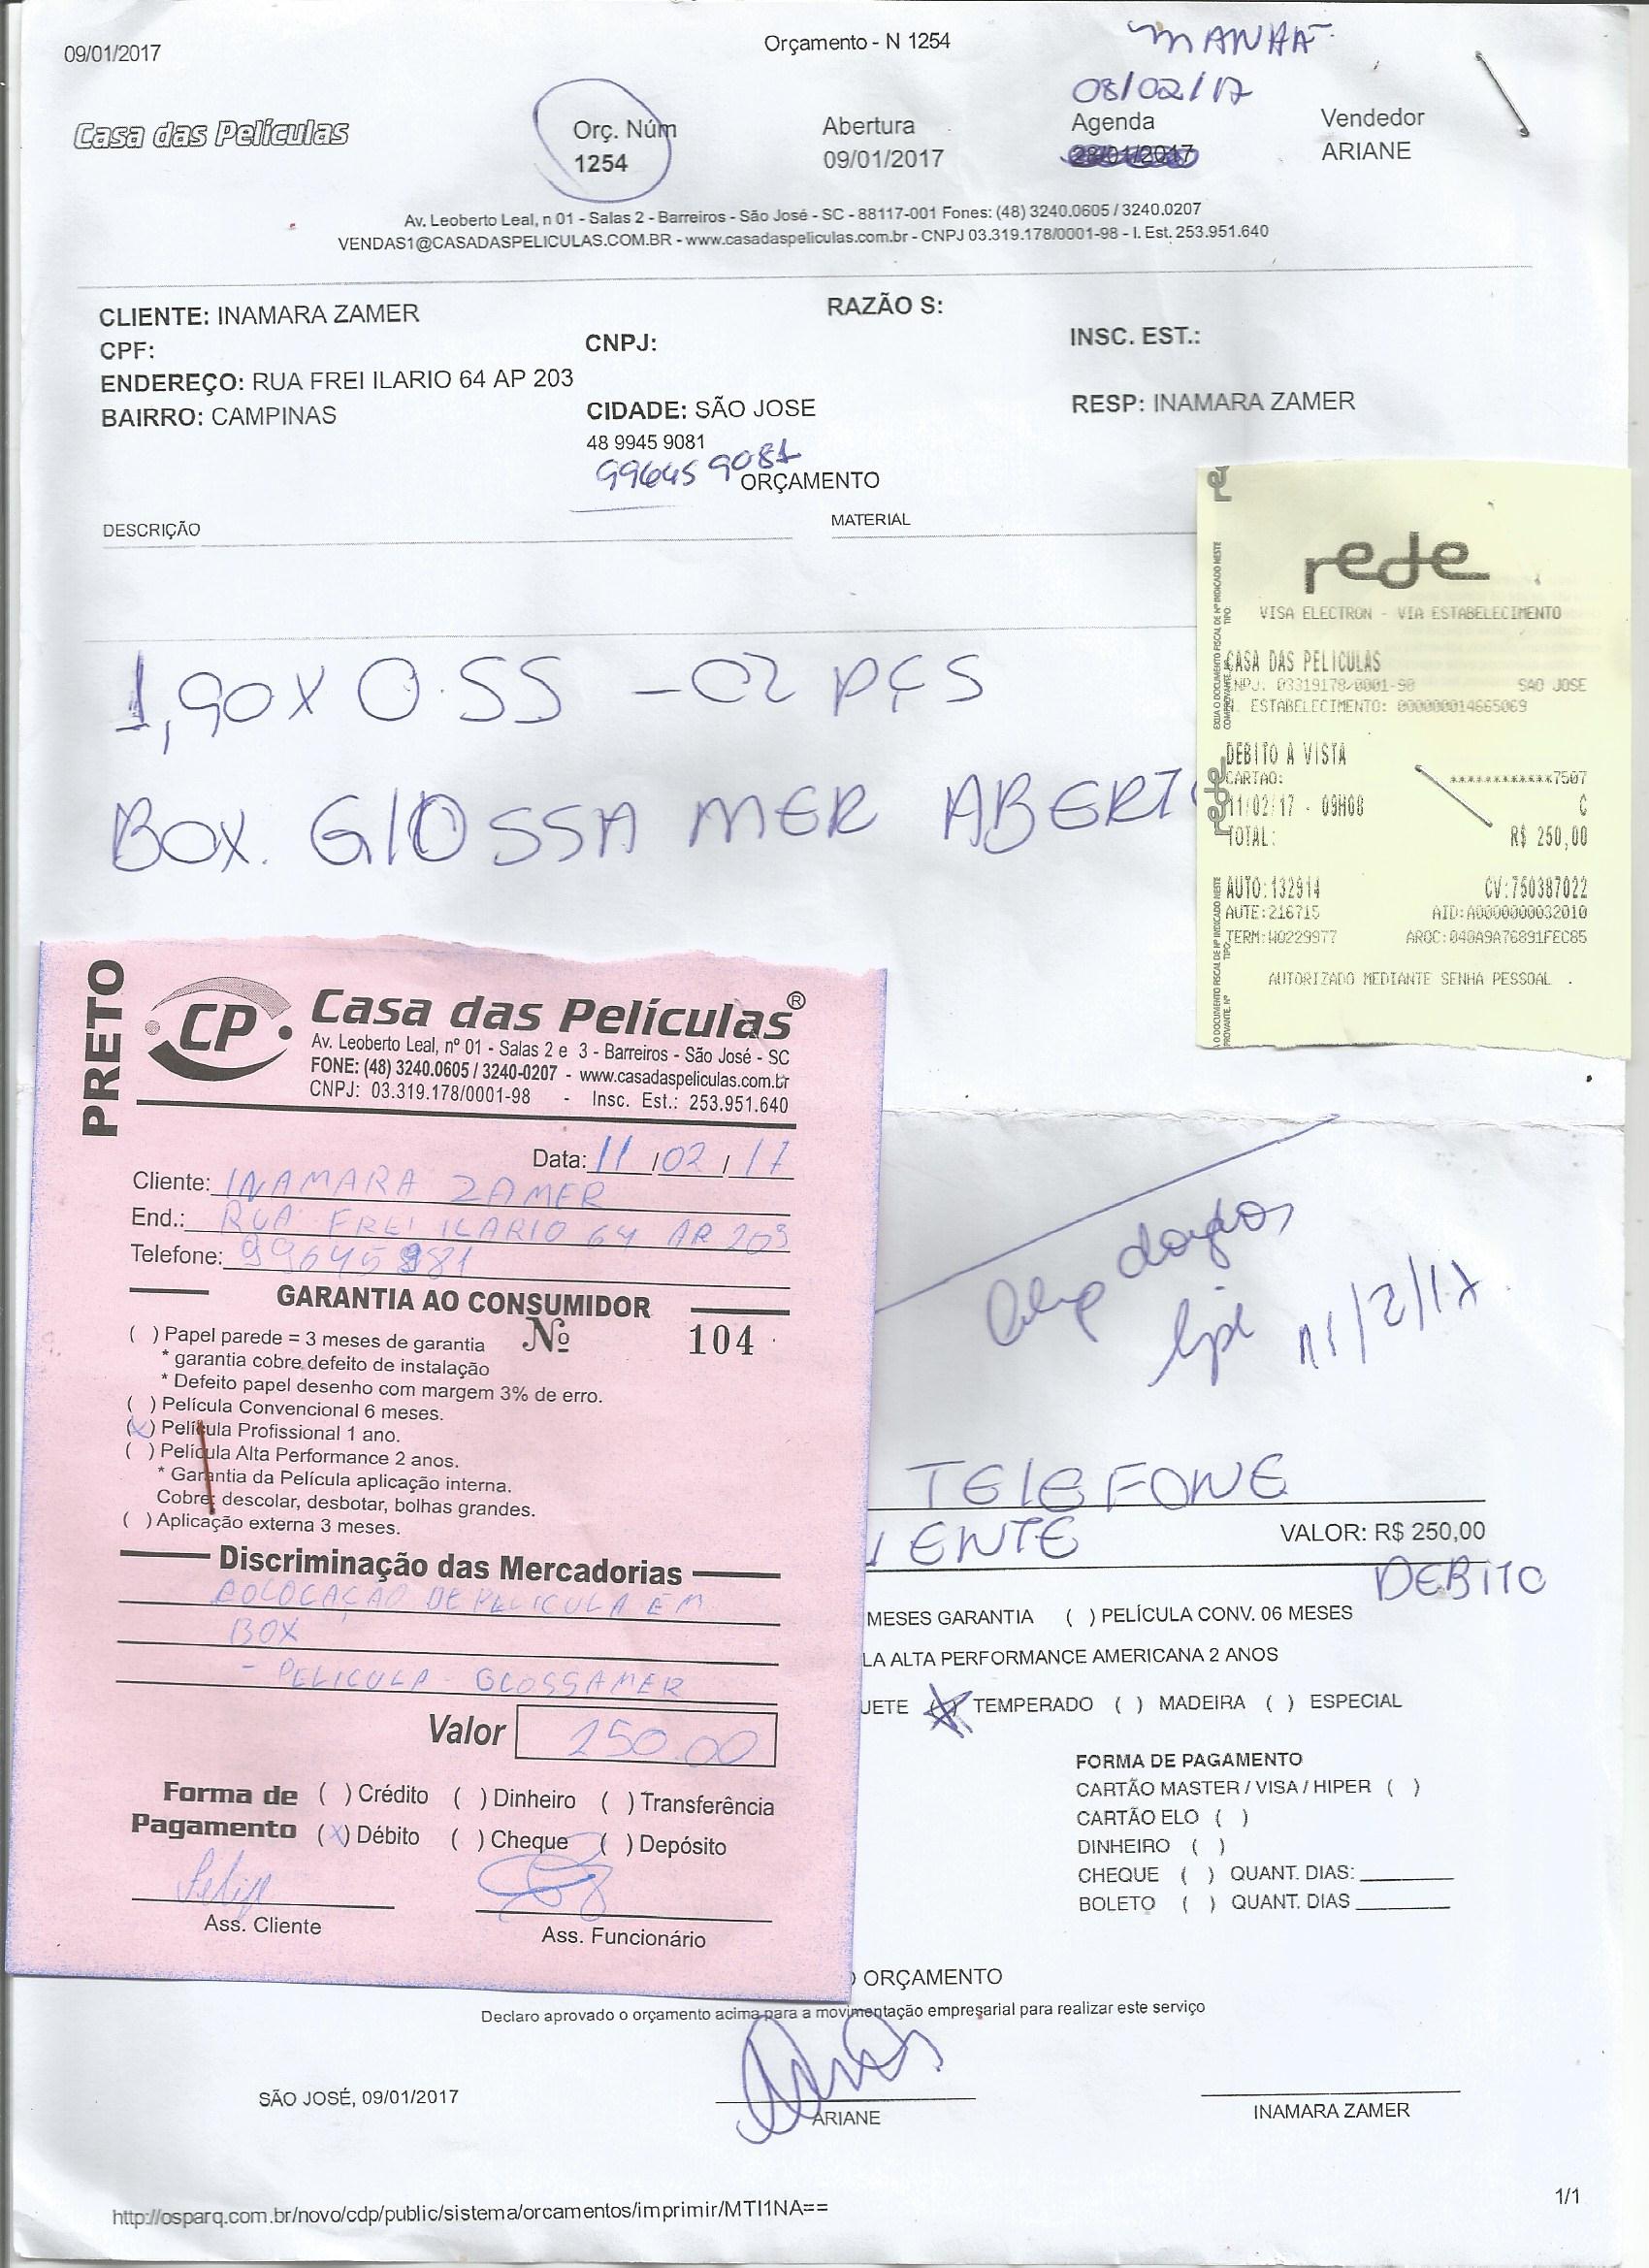 09/01/2017
Orçamento - N 1254
MANHÃ
08/02/17
Casa das Películas
Orç. Núm
1254
Abertura
09/01/2017
Agenda
28/01/2017
Vendedor
ARIANE
Av. Leoberto Leal, n 01 - Salas 2 - Barreiros - São José - SC - 88117-001 Fones: (48) 3240.0605 / 3240.0207
VENDAS1@CASADASPELICULAS.COM.BR - www.casadaspeliculas.com.br - CNPJ 03.319.178/0001-98 - I. Est. 253.951.640
CLIENTE: INAMARA ZAMER
RAZÃO S:
CPF:
CNPJ:
INSC. EST.:
ENDEREÇO: RUA FREI ILARIO 64 AP 203
BAIRRO: CAMPINAS
CIDADE: SÃO JOSE
RESP: INAMARA ZAMER
48 9945 9081
99645 9081
ORÇAMENTO
DESCRIÇÃO
MATERIAL
1,90X 0.55 - 02 PÇS
BOX. GLOSSA MER ABERT
rede
VISA ELECTRON - VIA ESTABELECIMENTO
CASA DAS PELICULAS
CNPJ: 03319178/0001-98 SAO JOSE
N. ESTABELECIMENTO: 000000014665069
DEBITO A VISTA
CARTAO: ************7507
11/02/17 - 09H08 C
TOTAL: R$ 250,00
AUTO:132914 CV:750387022
AUTE:216715 AID:A0000000032010
TERM:W0229977 ARQC:040A9A76891FEC85
AUTORIZADO MEDIANTE SENHA PESSOAL .
PRETO
CP
Casa das Películas®
Av. Leoberto Leal, nº 01 - Salas 2 e 3 - Barreiros - São José - SC
FONE: (48) 3240.0605 / 3240-0207 - www.casadaspeliculas.com.br
CNPJ: 03.319.178/0001-98 - Insc. Est.: 253.951.640
Data: 11/02/17
Cliente: INAMARA ZAMER
End.: RUA FREI ILARIO 64 AP 203
Telefone:
GARANTIA AO CONSUMIDOR
Nº 104
( ) Papel parede = 3 meses de garantia
* garantia cobre defeito de instalação
* Defeito papel desenho com margem 3% de erro.
( ) Película Convencional 6 meses.
(X) Película Profissional 1 ano.
( ) Película Alta Performance 2 anos.
* Garantia da Película aplicação interna.
Cobre: descolar, desbotar, bolhas grandes.
( ) Aplicação externa 3 meses.
Discriminação das Mercadorias
COLOCAÇÃO DE PELICULA EM
BOX
- PELICULA - GLOSSAMER
Valor 250.00
Forma de Pagamento
( ) Crédito ( ) Dinheiro ( ) Transferência
(X) Débito ( ) Cheque ( ) Depósito
Felip
Ass. Cliente
Ass. Funcionário
11/2/17
TELEFONE
IENTE
VALOR: R$ 250,00
DEBITO
MESES GARANTIA ( ) PELÍCULA CONV. 06 MESES
LA ALTA PERFORMANCE AMERICANA 2 ANOS
UETE (X) TEMPERADO ( ) MADEIRA ( ) ESPECIAL
FORMA DE PAGAMENTO
CARTÃO MASTER / VISA / HIPER ( )
CARTÃO ELO ( )
DINHEIRO ( )
CHEQUE ( ) QUANT. DIAS:
BOLETO ( ) QUANT. DIAS
O ORÇAMENTO
Declaro aprovado o orçamento acima para a movimentação empresarial para realizar este serviço
SÃO JOSÉ, 09/01/2017
ARIANE
INAMARA ZAMER
http://osparq.com.br/novo/cdp/public/sistema/orcamentos/imprimir/MTI1NA==
1/1